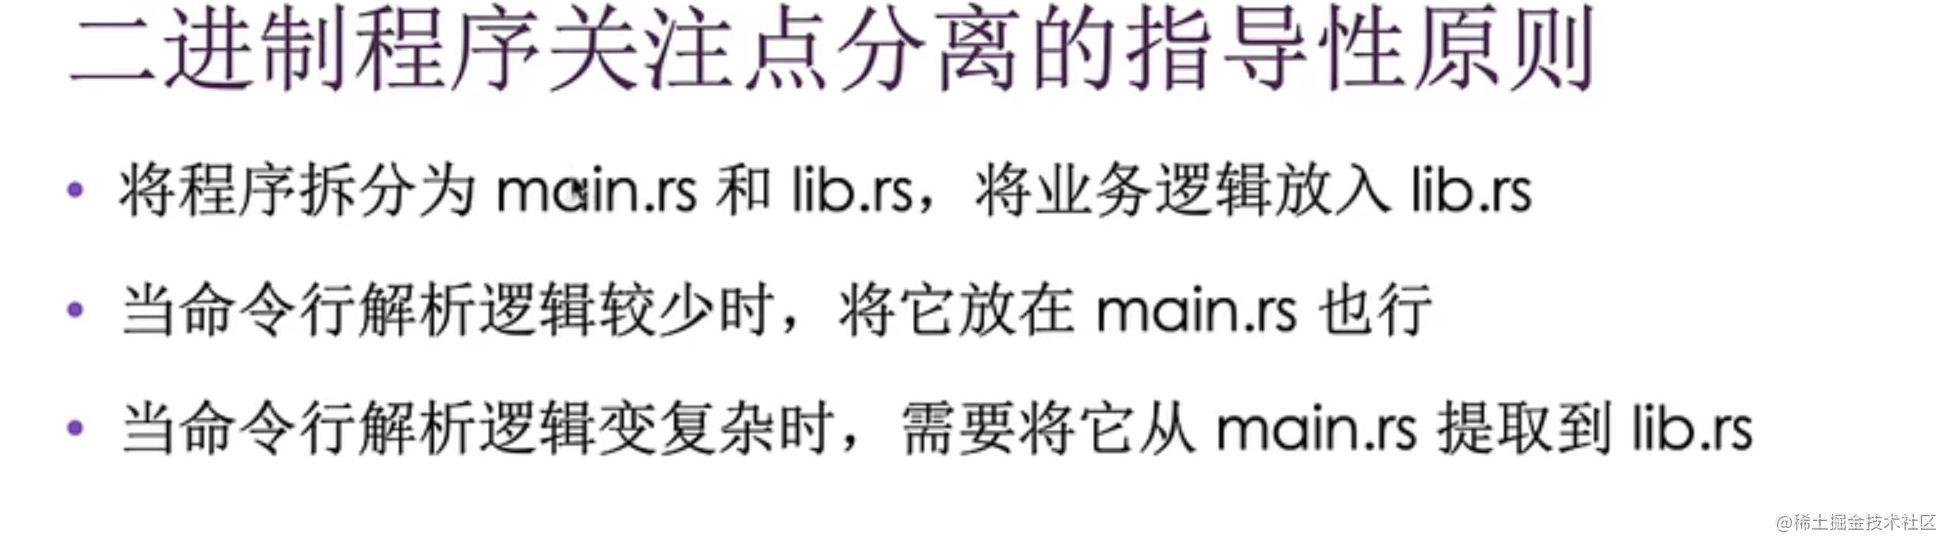 二进制程序关注点分离的指导性原则
• 将程序拆分为 main.rs 和 lib.rs，将业务逻辑放入 lib.rs
• 当命令行解析逻辑较少时，将它放在 main.rs 也行
• 当命令行解析逻辑变复杂时，需要将它从 main.rs 提取到 lib.rs
@稀土掘金技术社区